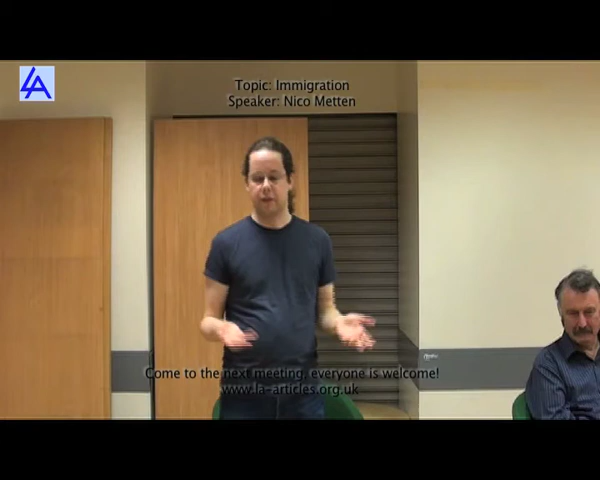 LA
Topic: Immigration
Speaker: Nico Metten
Come to the next meeting, everyone is welcome!
www.la-articles.org.uk